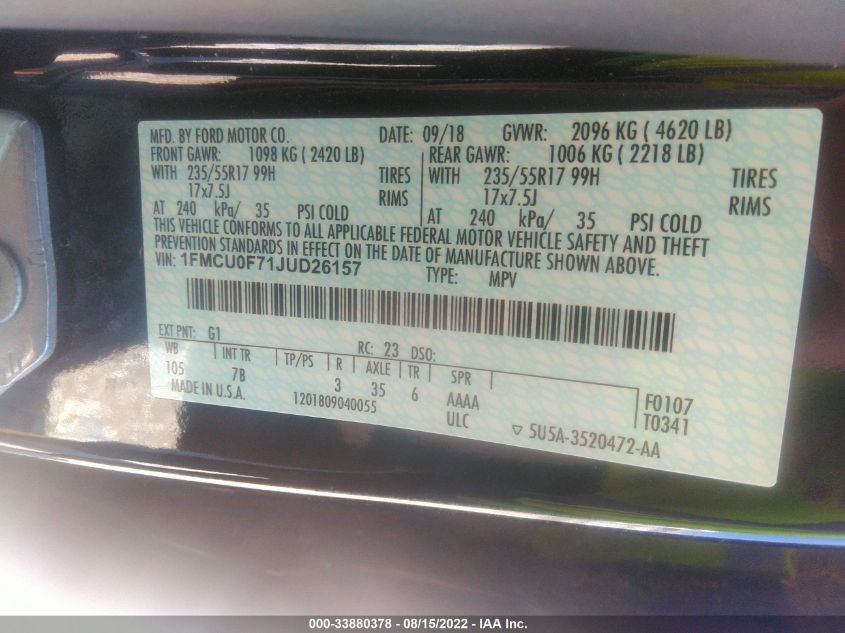 MFD. BY FORD MOTOR CO. DATE: 09/18 GVWR: 2096 KG ( 4620 LB)
FRONT GAWR: 1098 KG ( 2420 LB) REAR GAWR: 1006 KG ( 2218 LB)
WITH 235/55R17 99H TIRES WITH 235/55R17 99H TIRES
17x7.5J RIMS 17x7.5J RIMS
AT 240 kPa/ 35 PSI COLD AT 240 kPa/ 35 PSI COLD
THIS VEHICLE CONFORMS TO ALL APPLICABLE FEDERAL MOTOR VEHICLE SAFETY AND THEFT
PREVENTION STANDARDS IN EFFECT ON THE DATE OF MANUFACTURE SHOWN ABOVE.
VIN: 1FMCU0F71JUD26157 TYPE: MPV
EXT PNT: G1 RC: 23 DSO:
WB INT TR TP/PS R AXLE TR SPR
105 7B 3 35 6 AAAA F0107
MADE IN U.S.A. 1201809040055 ULC T0341
▽ 5U5A-3520472-AA
000-33880378 - 08/15/2022 - IAA Inc.